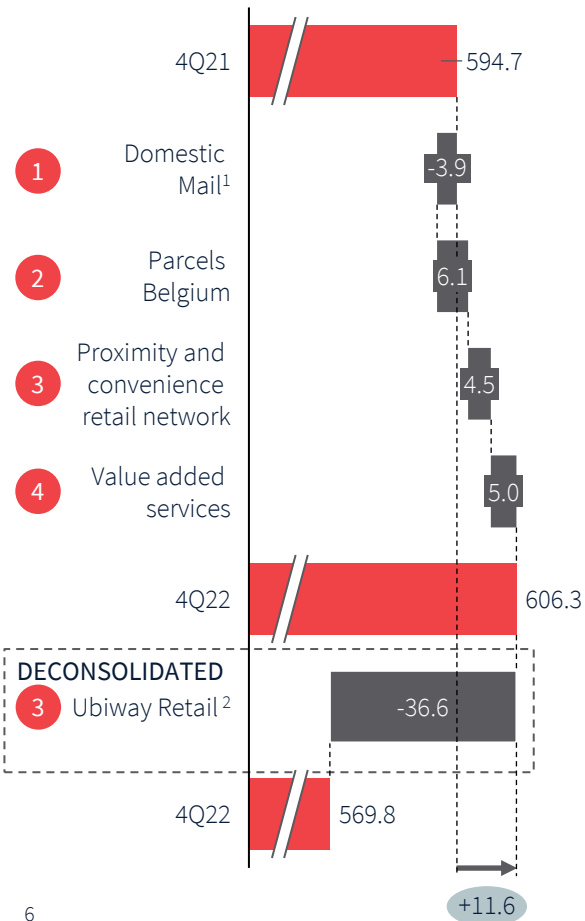 4Q21
594.7
1
Domestic
Mail¹
-3.9
2
Parcels
Belgium
6.1
3
Proximity and
convenience
retail network
4.5
4
Value added
services
5.0
4Q22
606.3
DECONSOLIDATED
3
Ubiway Retail ²
-36.6
4Q22
569.8
+11.6
6